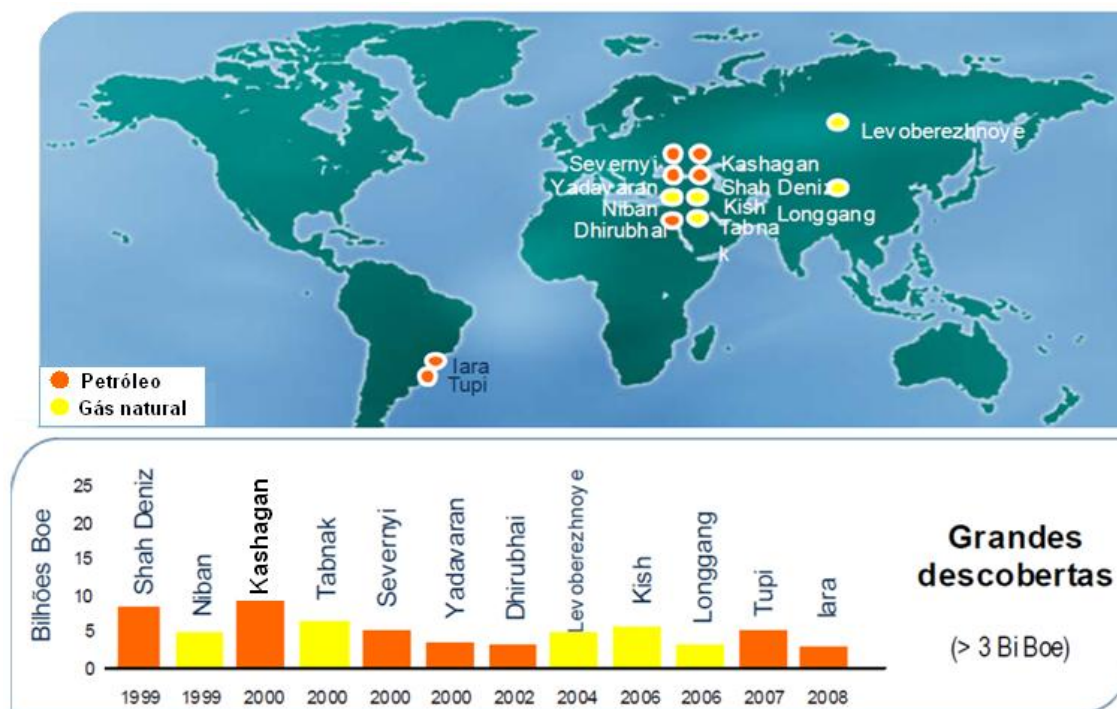 Levoberezhnoye
Severnyi
Kashagan
Yadavaran
Shah Deniz
Niban
Kish
Longgang
Dhirubhai
Tabna
k
Iara
Tupi
Petróleo
Gás natural
Bilhões Boe
25
20
15
10
5
0
Shah Deniz
Niban
Kashagan
Tabnak
Severnyi
Yadavaran
Dhirubhai
Levoberezhnoye
Kish
Longgang
Tupi
Iara
1999 1999 2000 2000 2000 2000 2002 2004 2006 2006 2007 2008
Grandes
descobertas
(> 3 Bi Boe)